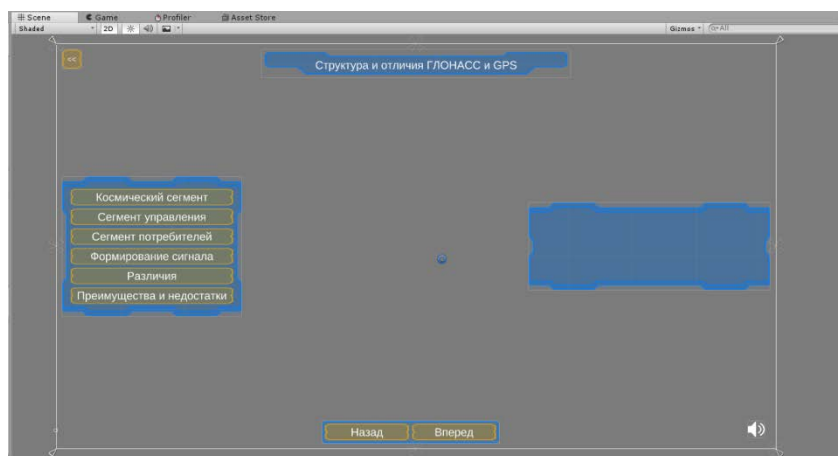 Scene Game Profiler Asset Store
Shaded 2D Gizmos All
<<
Структура и отличия ГЛОНАСС и GPS
Космический сегмент
Сегмент управления
Сегмент потребителей
Формирование сигнала
Различия
Преимущества и недостатки
Назад Вперед